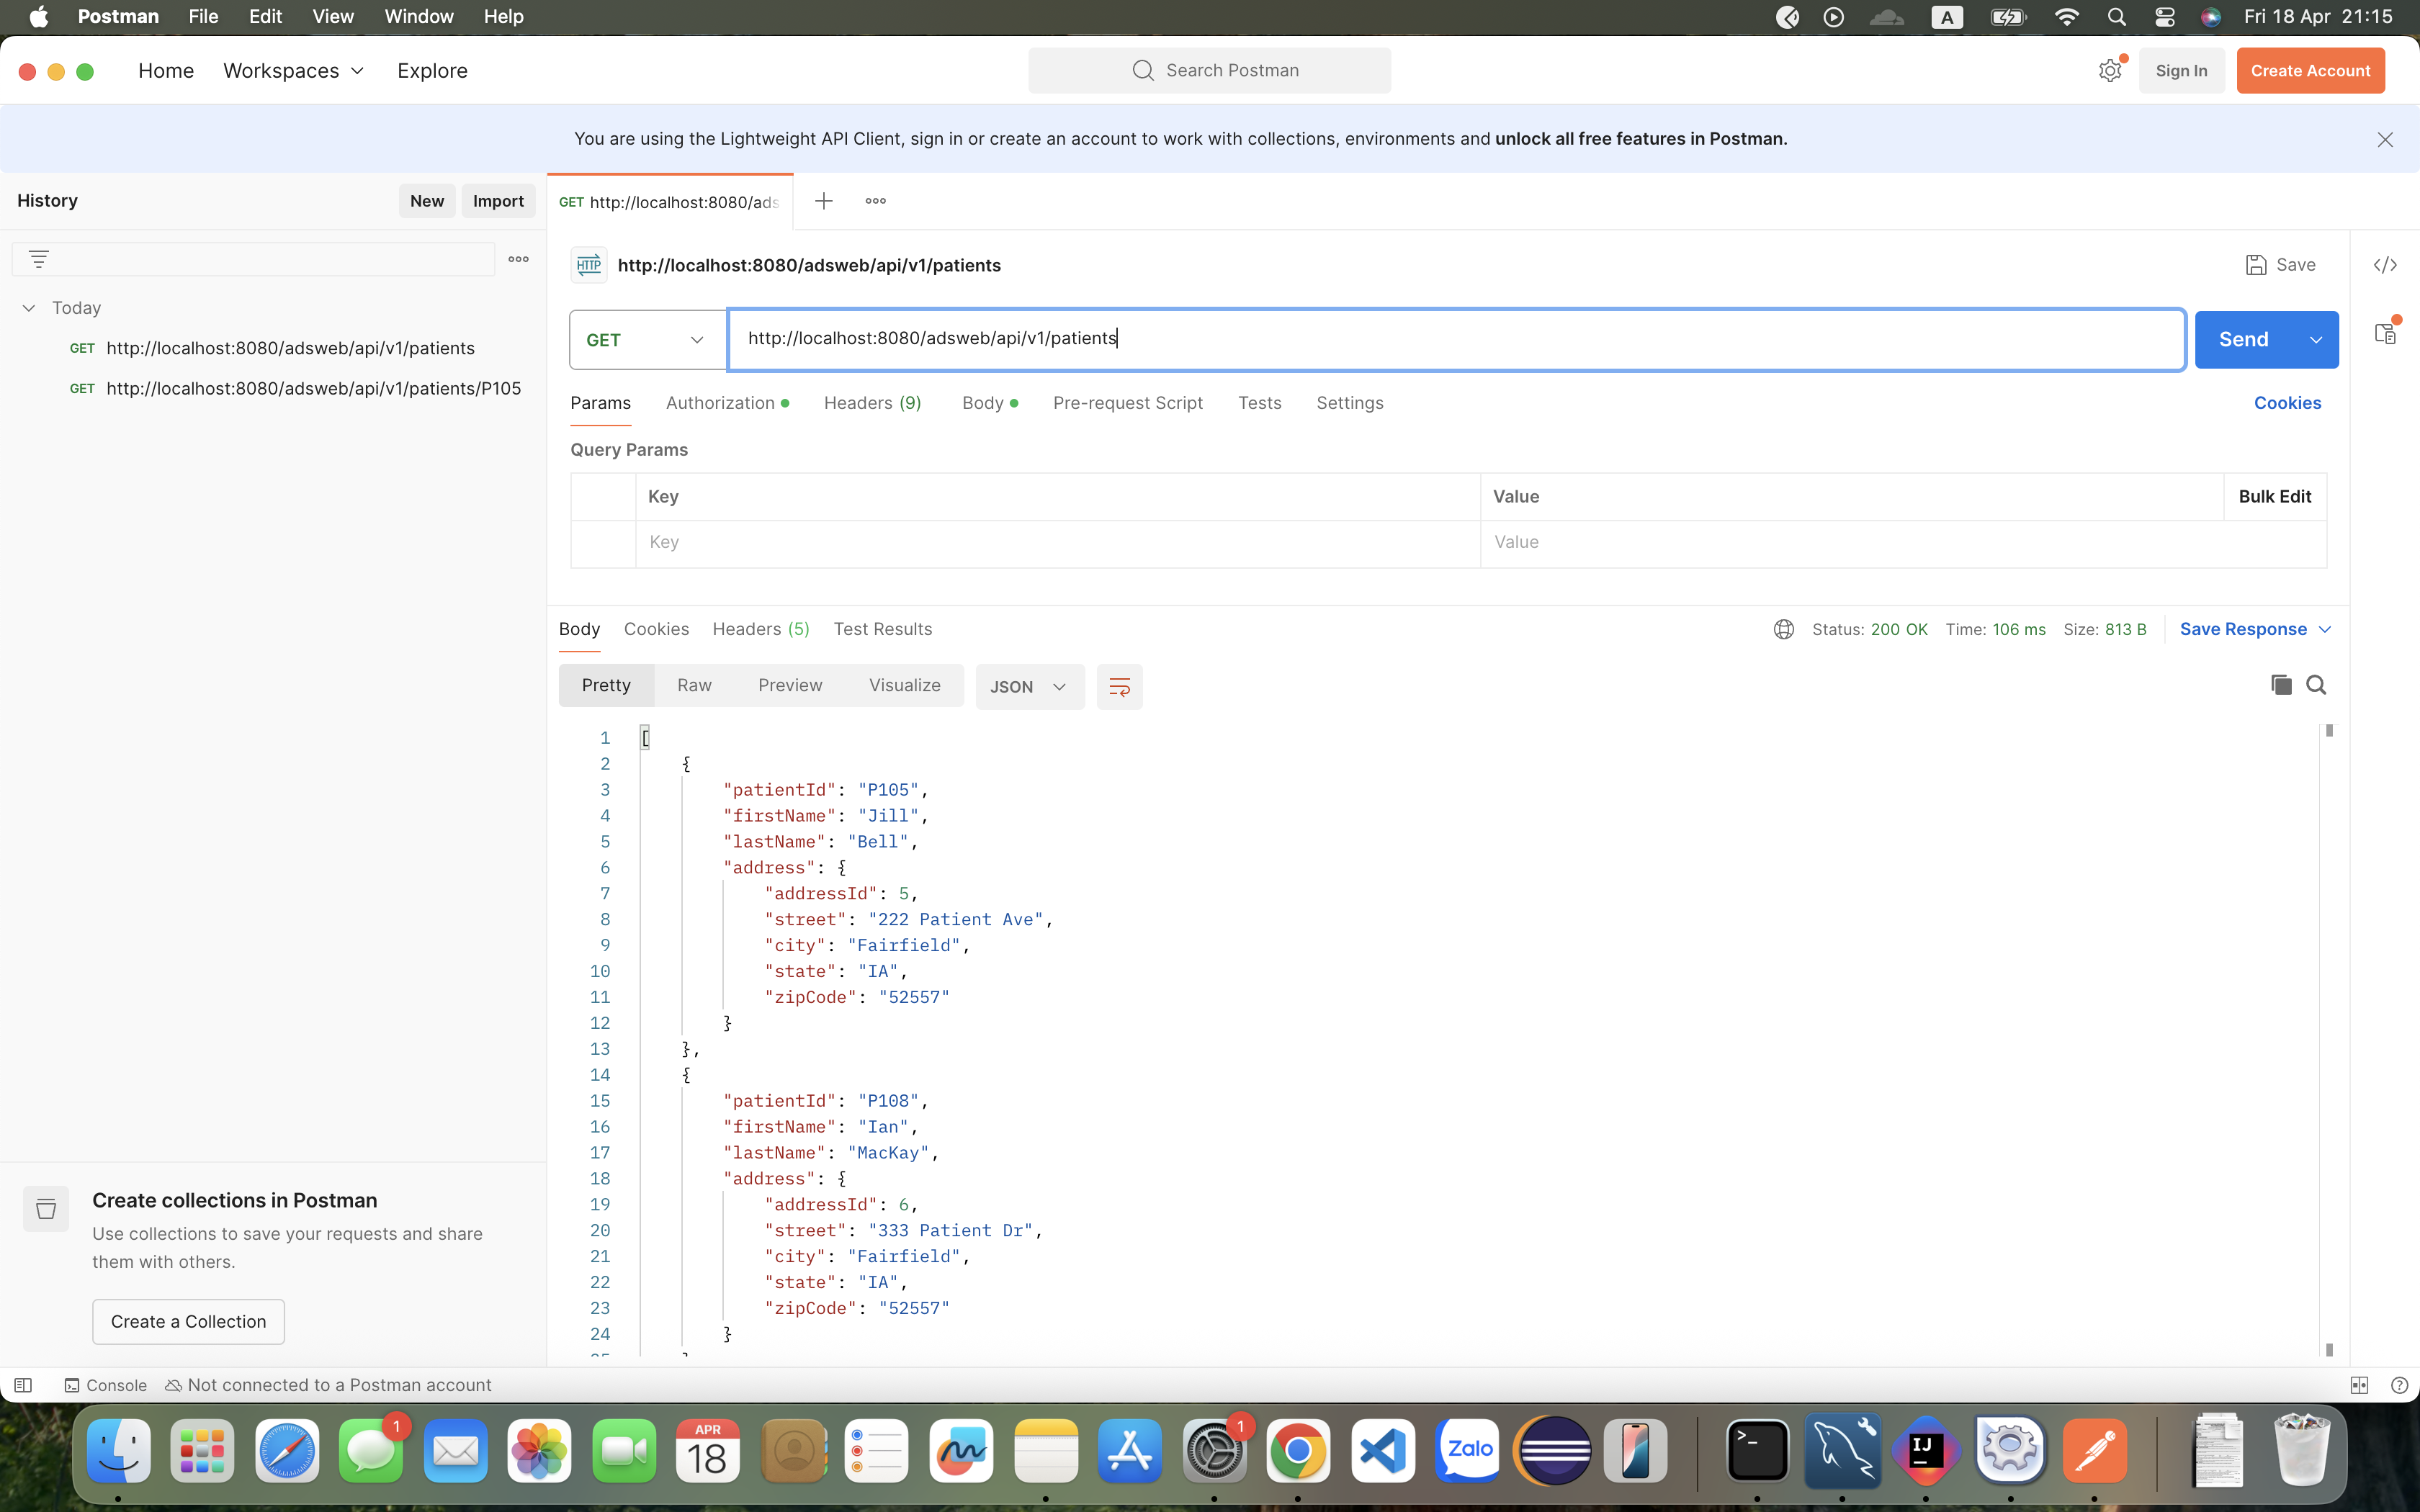 Postman File Edit View Window Help A Fri 18 Apr 21:15
Home Workspaces Explore Search Postman Sign In Create Account
You are using the Lightweight API Client, sign in or create an account to work with collections, environments and unlock all free features in Postman.
History New Import
GET http://localhost:8080/ads
Today
GET http://localhost:8080/adsweb/api/v1/patients
GET http://localhost:8080/adsweb/api/v1/patients/P105
HTTP http://localhost:8080/adsweb/api/v1/patients Save
GET http://localhost:8080/adsweb/api/v1/patients Send
Params Authorization Headers (9) Body Pre-request Script Tests Settings Cookies
Query Params
Key Value Bulk Edit
Key Value
Body Cookies Headers (5) Test Results Status: 200 OK Time: 106 ms Size: 813 B Save Response
Pretty Raw Preview Visualize JSON
1 [
2 {
3 "patientId": "P105",
4 "firstName": "Jill",
5 "lastName": "Bell",
6 "address": {
7 "addressId": 5,
8 "street": "222 Patient Ave",
9 "city": "Fairfield",
10 "state": "IA",
11 "zipCode": "52557"
12 }
13 },
14 {
15 "patientId": "P108",
16 "firstName": "Ian",
17 "lastName": "MacKay",
18 "address": {
19 "addressId": 6,
20 "street": "333 Patient Dr",
21 "city": "Fairfield",
22 "state": "IA",
23 "zipCode": "52557"
24 }
Create collections in Postman
Use collections to save your requests and share
them with others.
Create a Collection
Console Not connected to a Postman account
1 APR 18 1 Zalo >_ IJ